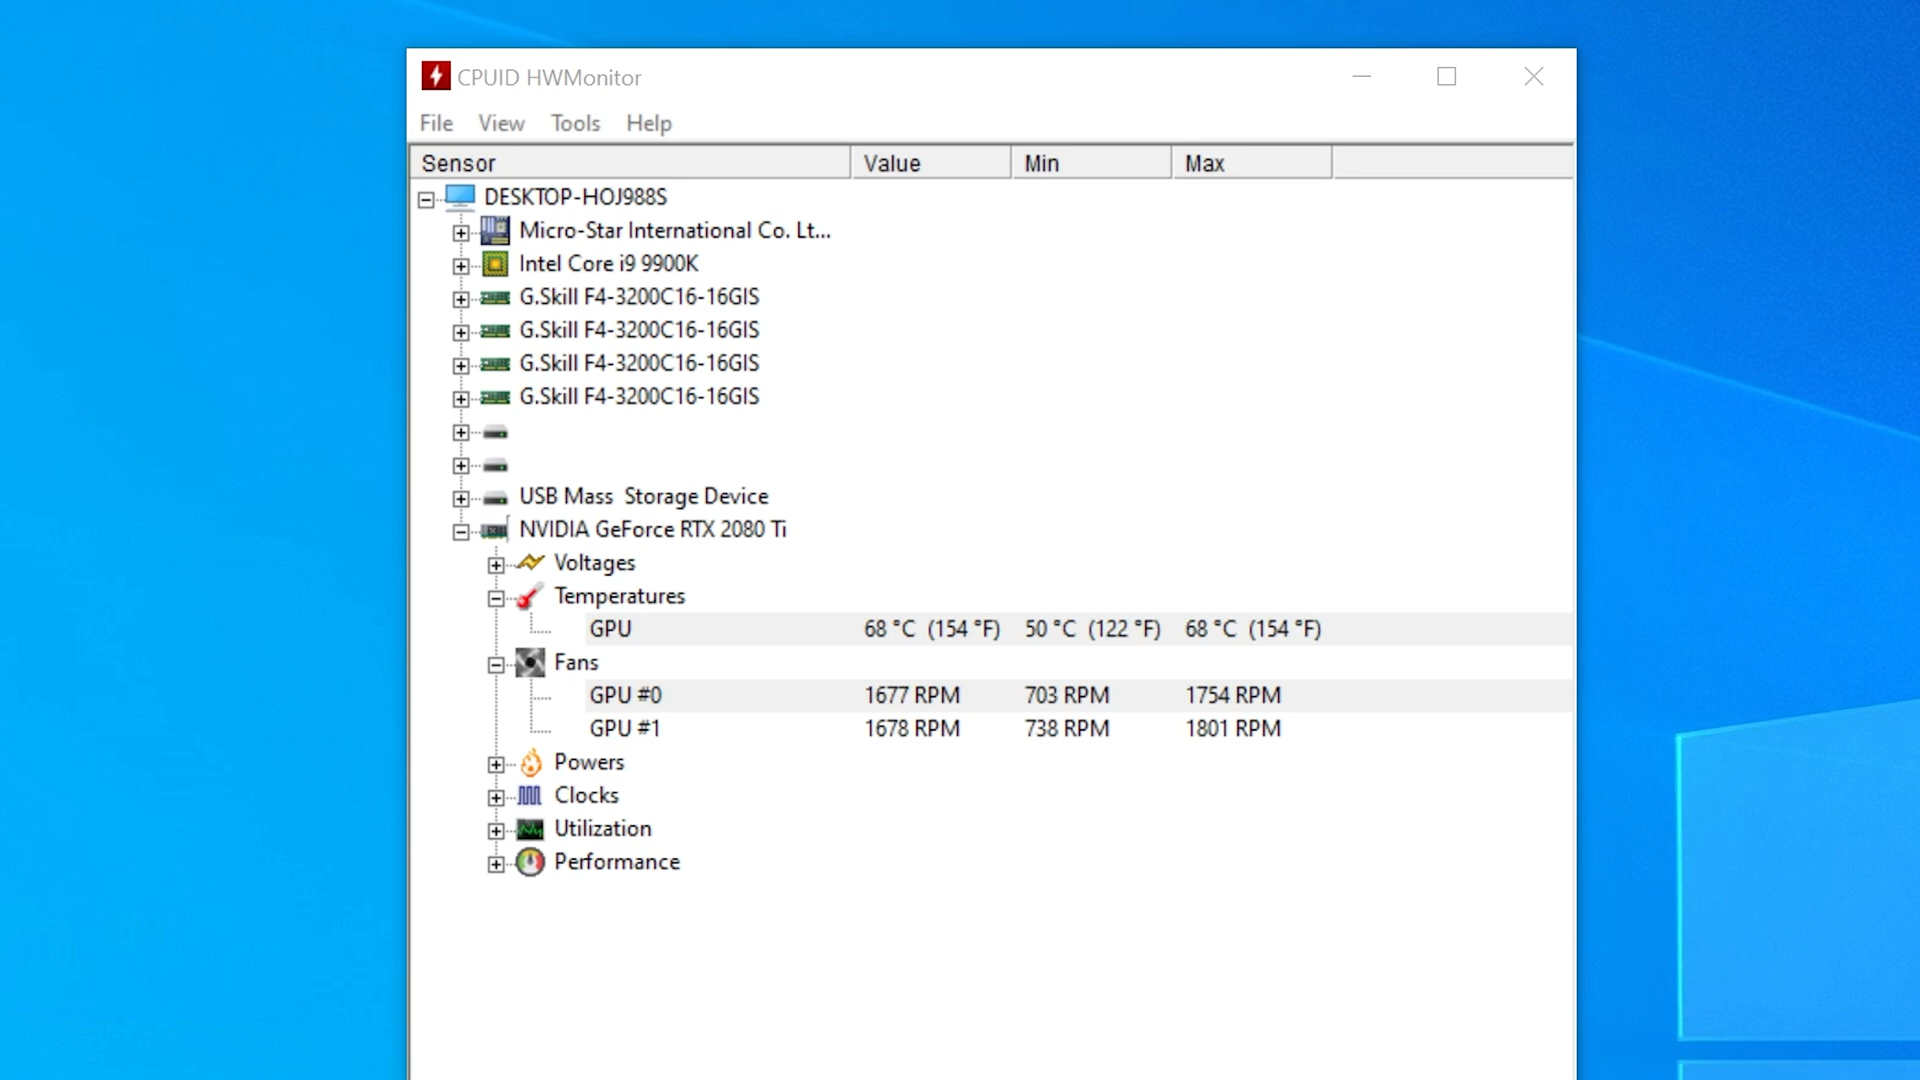 CPUID HWMonitor
File View Tools Help
Sensor Value Min Max
DESKTOP-HOJ988S
Micro-Star International Co. Lt...
Intel Core i9 9900K
G.Skill F4-3200C16-16GIS
G.Skill F4-3200C16-16GIS
G.Skill F4-3200C16-16GIS
G.Skill F4-3200C16-16GIS
USB Mass  Storage Device
NVIDIA GeForce RTX 2080 Ti
Voltages
Temperatures
GPU 68 °C (154 °F) 50 °C (122 °F) 68 °C (154 °F)
Fans
GPU #0 1677 RPM 703 RPM 1754 RPM
GPU #1 1678 RPM 738 RPM 1801 RPM
Powers
Clocks
Utilization
Performance